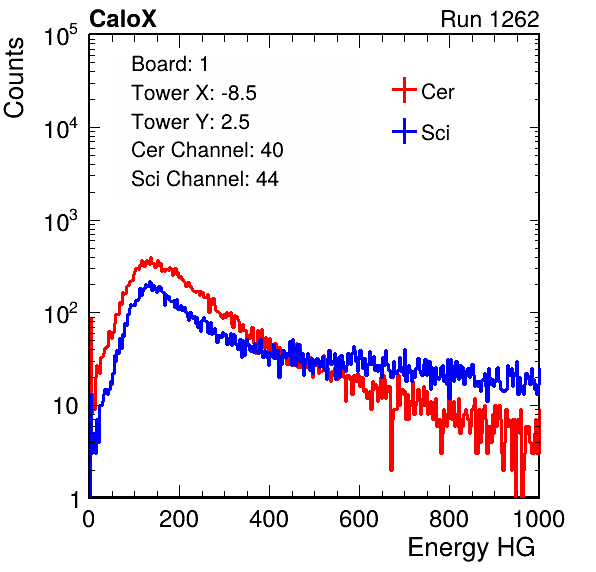 CaloX Run 1262
Counts
Board: 1
Tower X: -8.5
Tower Y: 2.5
Cer Channel: 40
Sci Channel: 44
Cer
Sci
10^5
10^4
10^3
10^2
10
1
0 200 400 600 800 1000
Energy HG